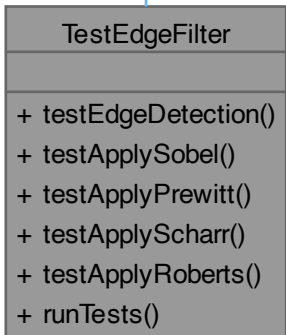 TestEdgeFilter
+ testEdgeDetection()
+ testApplySobel()
+ testApplyPrewitt()
+ testApplyScharr()
+ testApplyRoberts()
+ runTests()